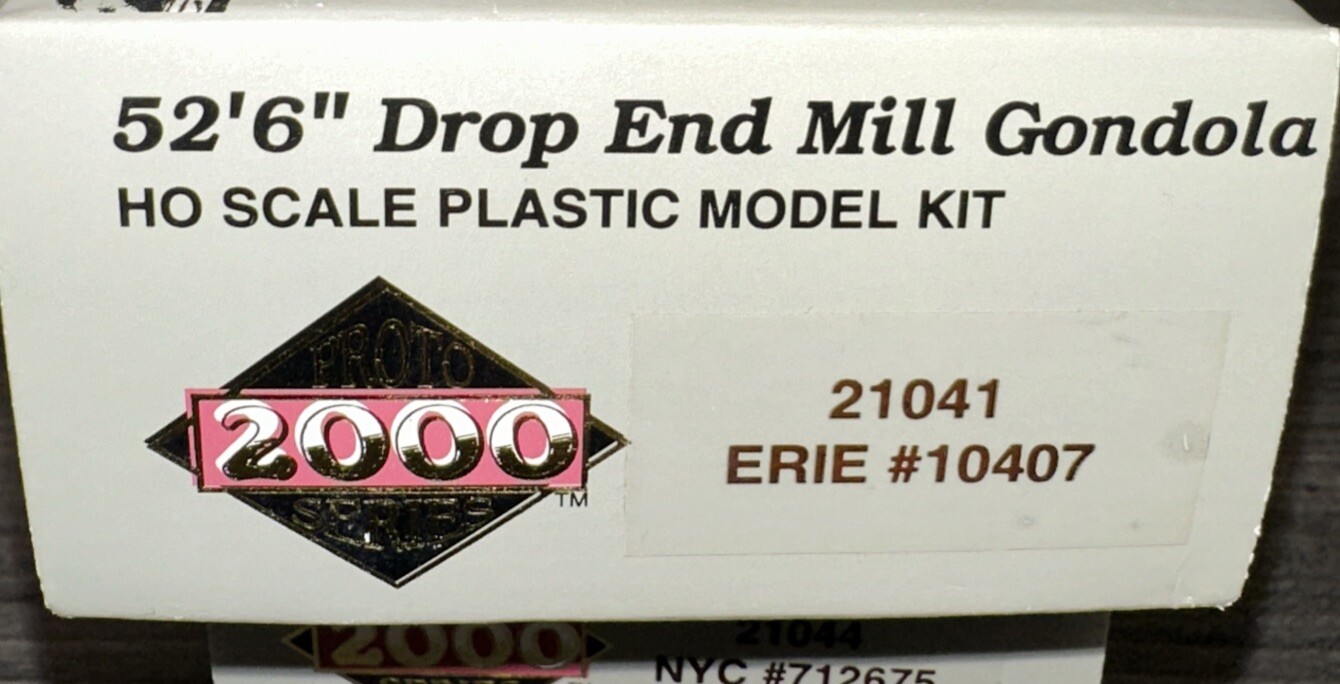 52'6" Drop End Mill Gondola
HO SCALE PLASTIC MODEL KIT
PROTO
2000
SERIES
TM
21041
ERIE #10407
2000
SERIES
21044
NYC #712675